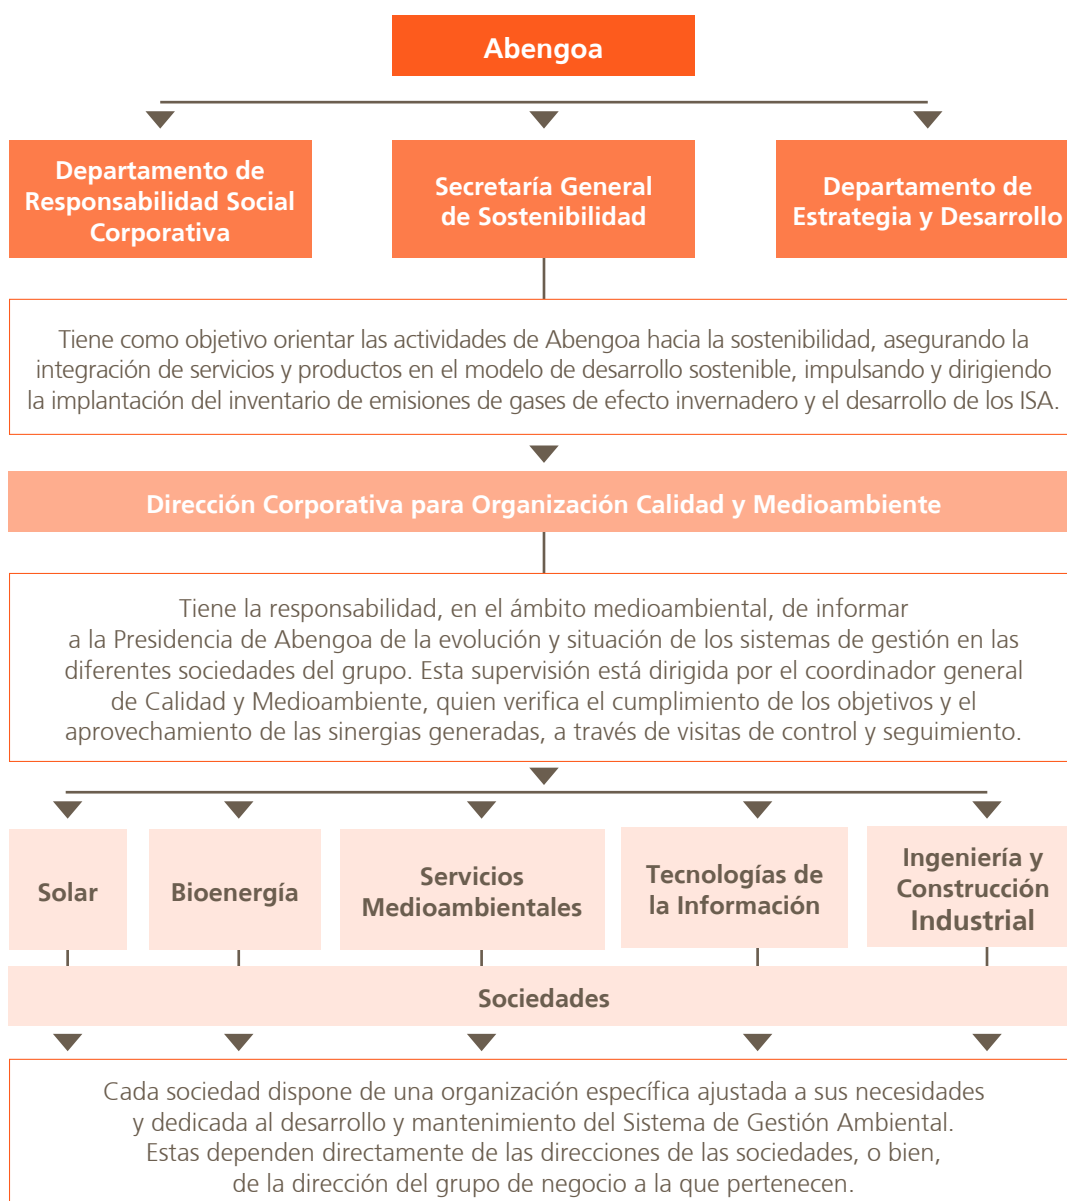 Abengoa
Departamento de
Responsabilidad Social
Corporativa
Secretaría General
de Sostenibilidad
Departamento de
Estrategia y Desarrollo
Tiene como objetivo orientar las actividades de Abengoa hacia la sostenibilidad, asegurando la
integración de servicios y productos en el modelo de desarrollo sostenible, impulsando y dirigiendo
la implantación del inventario de emisiones de gases de efecto invernadero y el desarrollo de los ISA.
Dirección Corporativa para Organización Calidad y Medioambiente
Tiene la responsabilidad, en el ámbito medioambiental, de informar
a la Presidencia de Abengoa de la evolución y situación de los sistemas de gestión en las
diferentes sociedades del grupo. Esta supervisión está dirigida por el coordinador general
de Calidad y Medioambiente, quien verifica el cumplimiento de los objetivos y el
aprovechamiento de las sinergias generadas, a través de visitas de control y seguimiento.
Solar
Bioenergía
Servicios
Medioambientales
Tecnologías de
la Información
Ingeniería y
Construcción
Industrial
Sociedades
Cada sociedad dispone de una organización específica ajustada a sus necesidades
y dedicada al desarrollo y mantenimiento del Sistema de Gestión Ambiental.
Estas dependen directamente de las direcciones de las sociedades, o bien,
de la dirección del grupo de negocio a la que pertenecen.